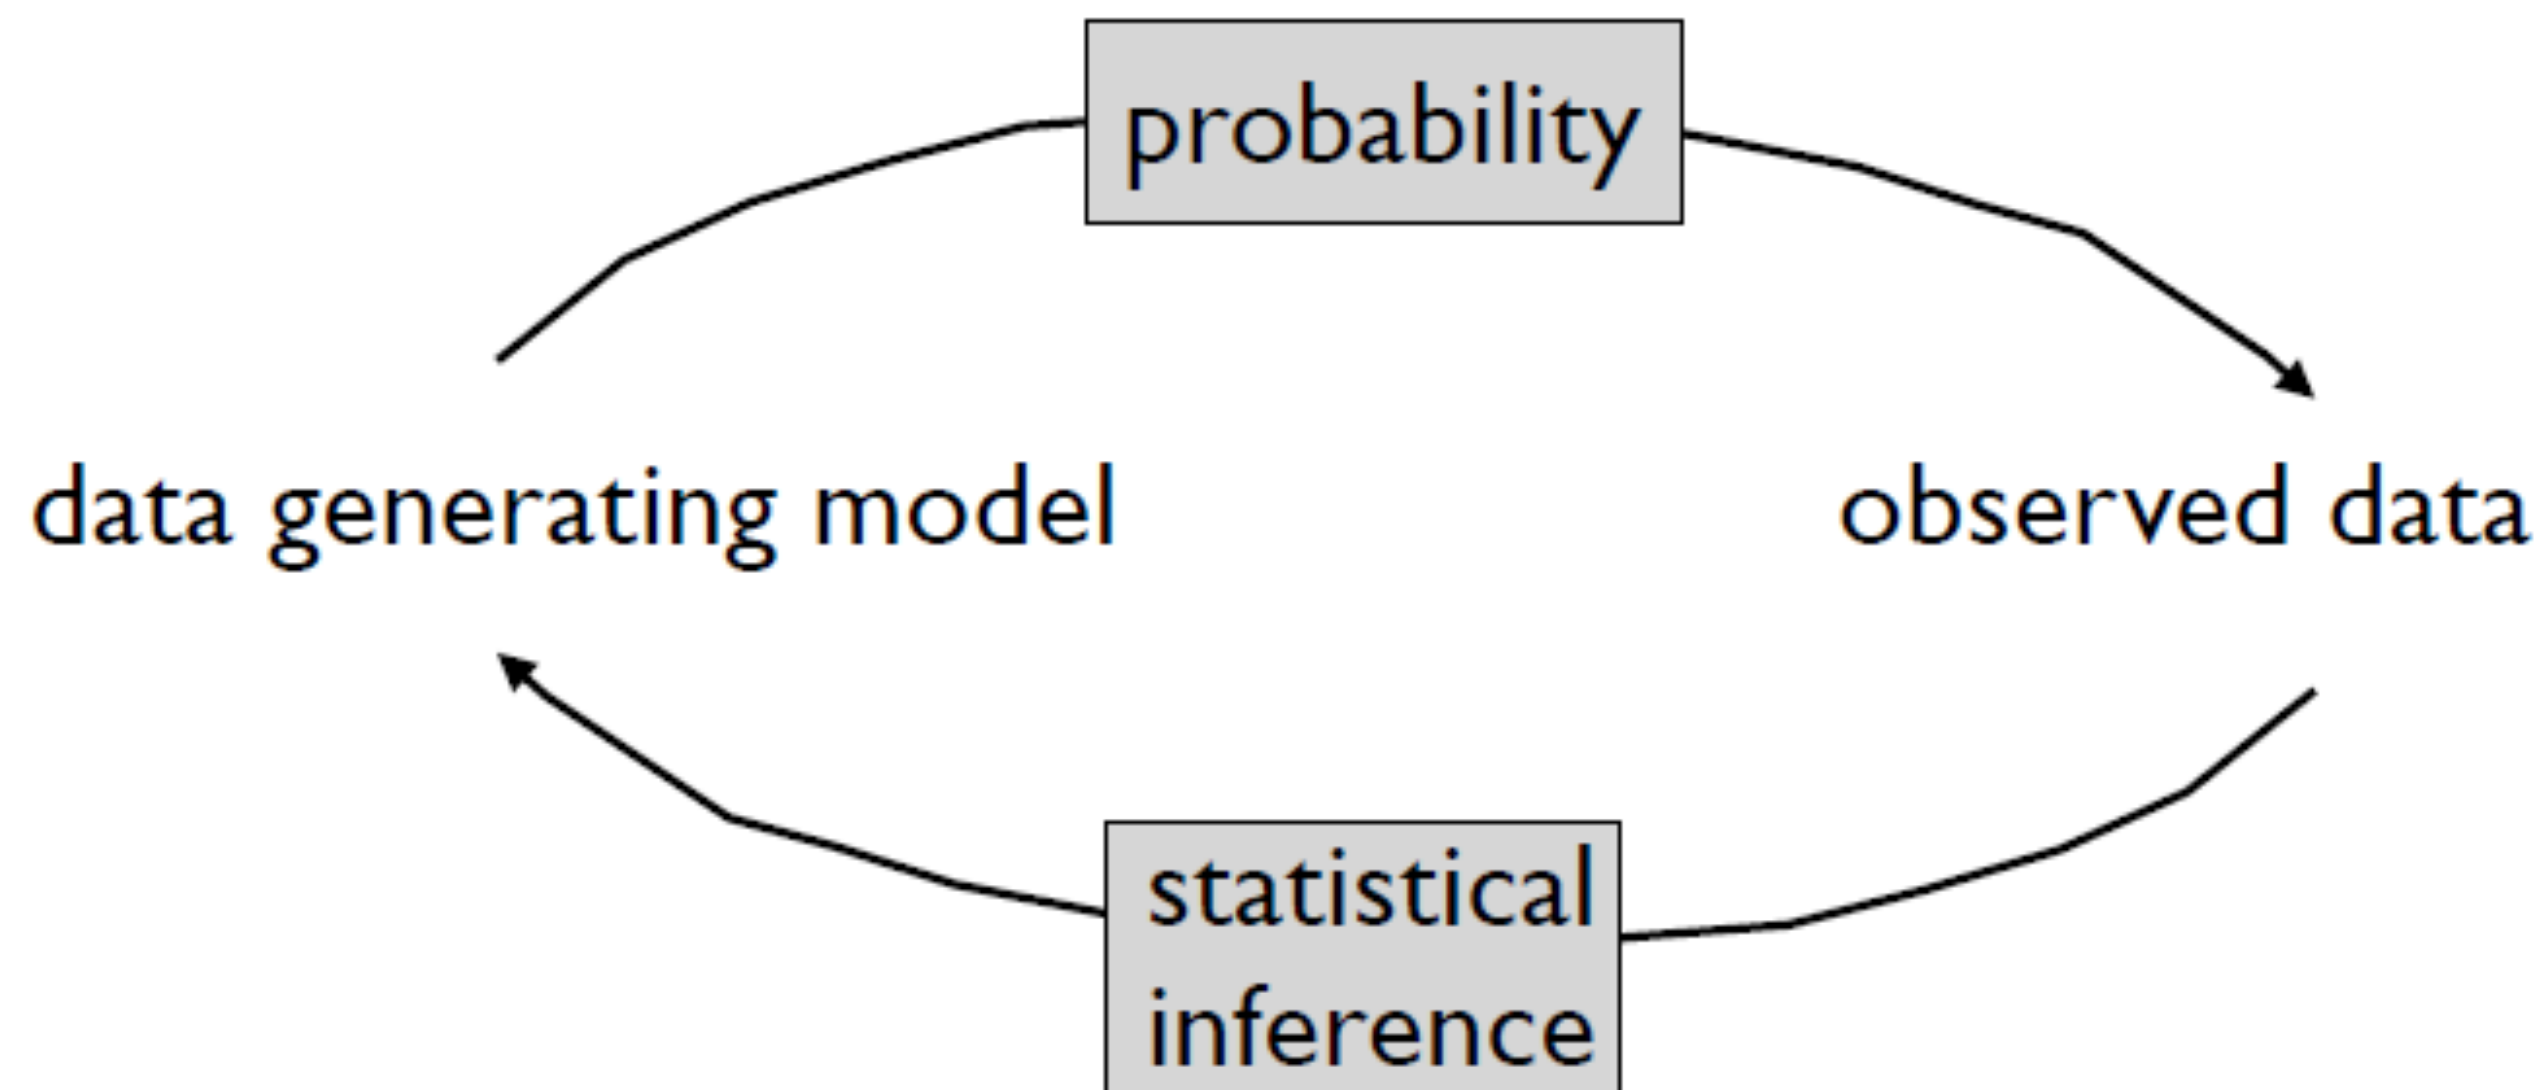 probability
data generating model
observed data
statistical
inference